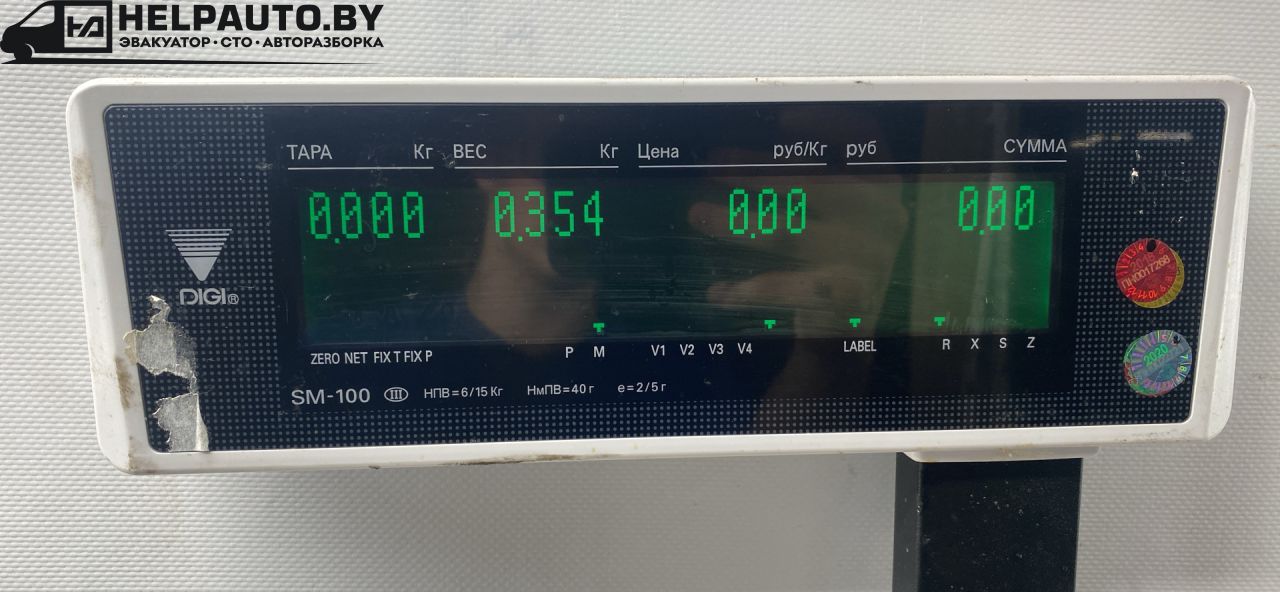 HELPAUTO.BY
ЭВАКУАТОР·СТО·АВТОРАЗБОРКА
ТАРА Кг ВЕС Кг Цена руб/Кг руб СУММА
0.000 0.354 0.00 0.00
DIGI®
ZERO NET FIX T FIX P P M V1 V2 V3 V4 LABEL R X S Z
SM-100 III НПВ=6/15 Кг НмПВ=40 г e=2/5 г
2020